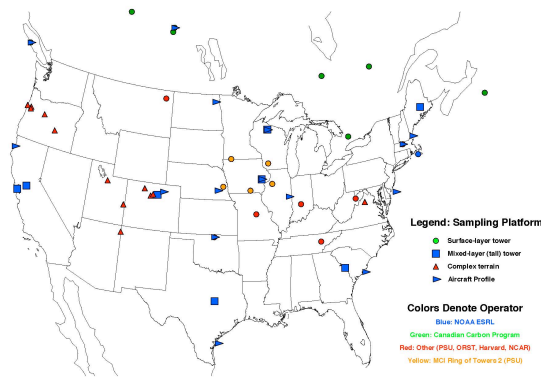 Legend: Sampling Platform
Surface-layer tower
Mixed-layer (tall) tower
Complex terrain
Aircraft Profile
Colors Denote Operator
Blue: NOAA ESRL
Green: Canadian Carbon Program
Red: Other (PSU, ORST, Harvard, NCAR)
Yellow: MCI Ring of Towers 2 (PSU)